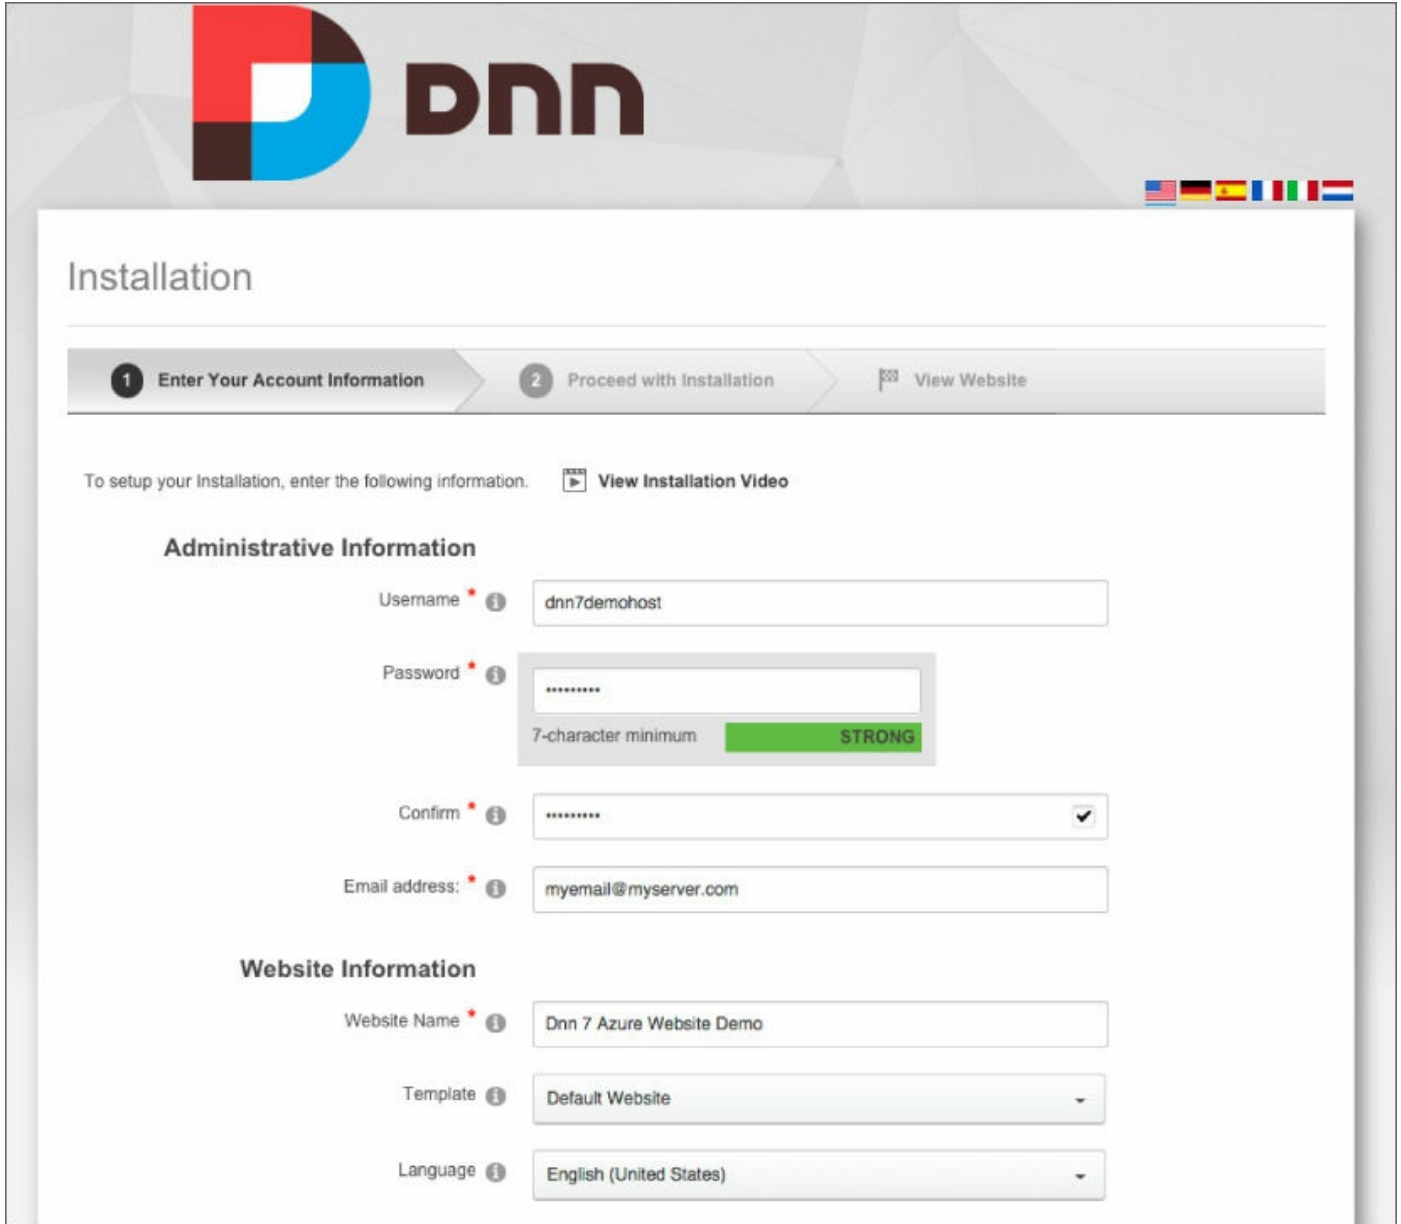 DNN
Installation
1 Enter Your Account Information 2 Proceed with Installation View Website
To setup your Installation, enter the following information. View Installation Video
Administrative Information
Username * dnn7demohost
Password * •••••••••
7-character minimum STRONG
Confirm * •••••••••
Email address: * myemail@myserver.com
Website Information
Website Name * Dnn 7 Azure Website Demo
Template Default Website
Language English (United States)